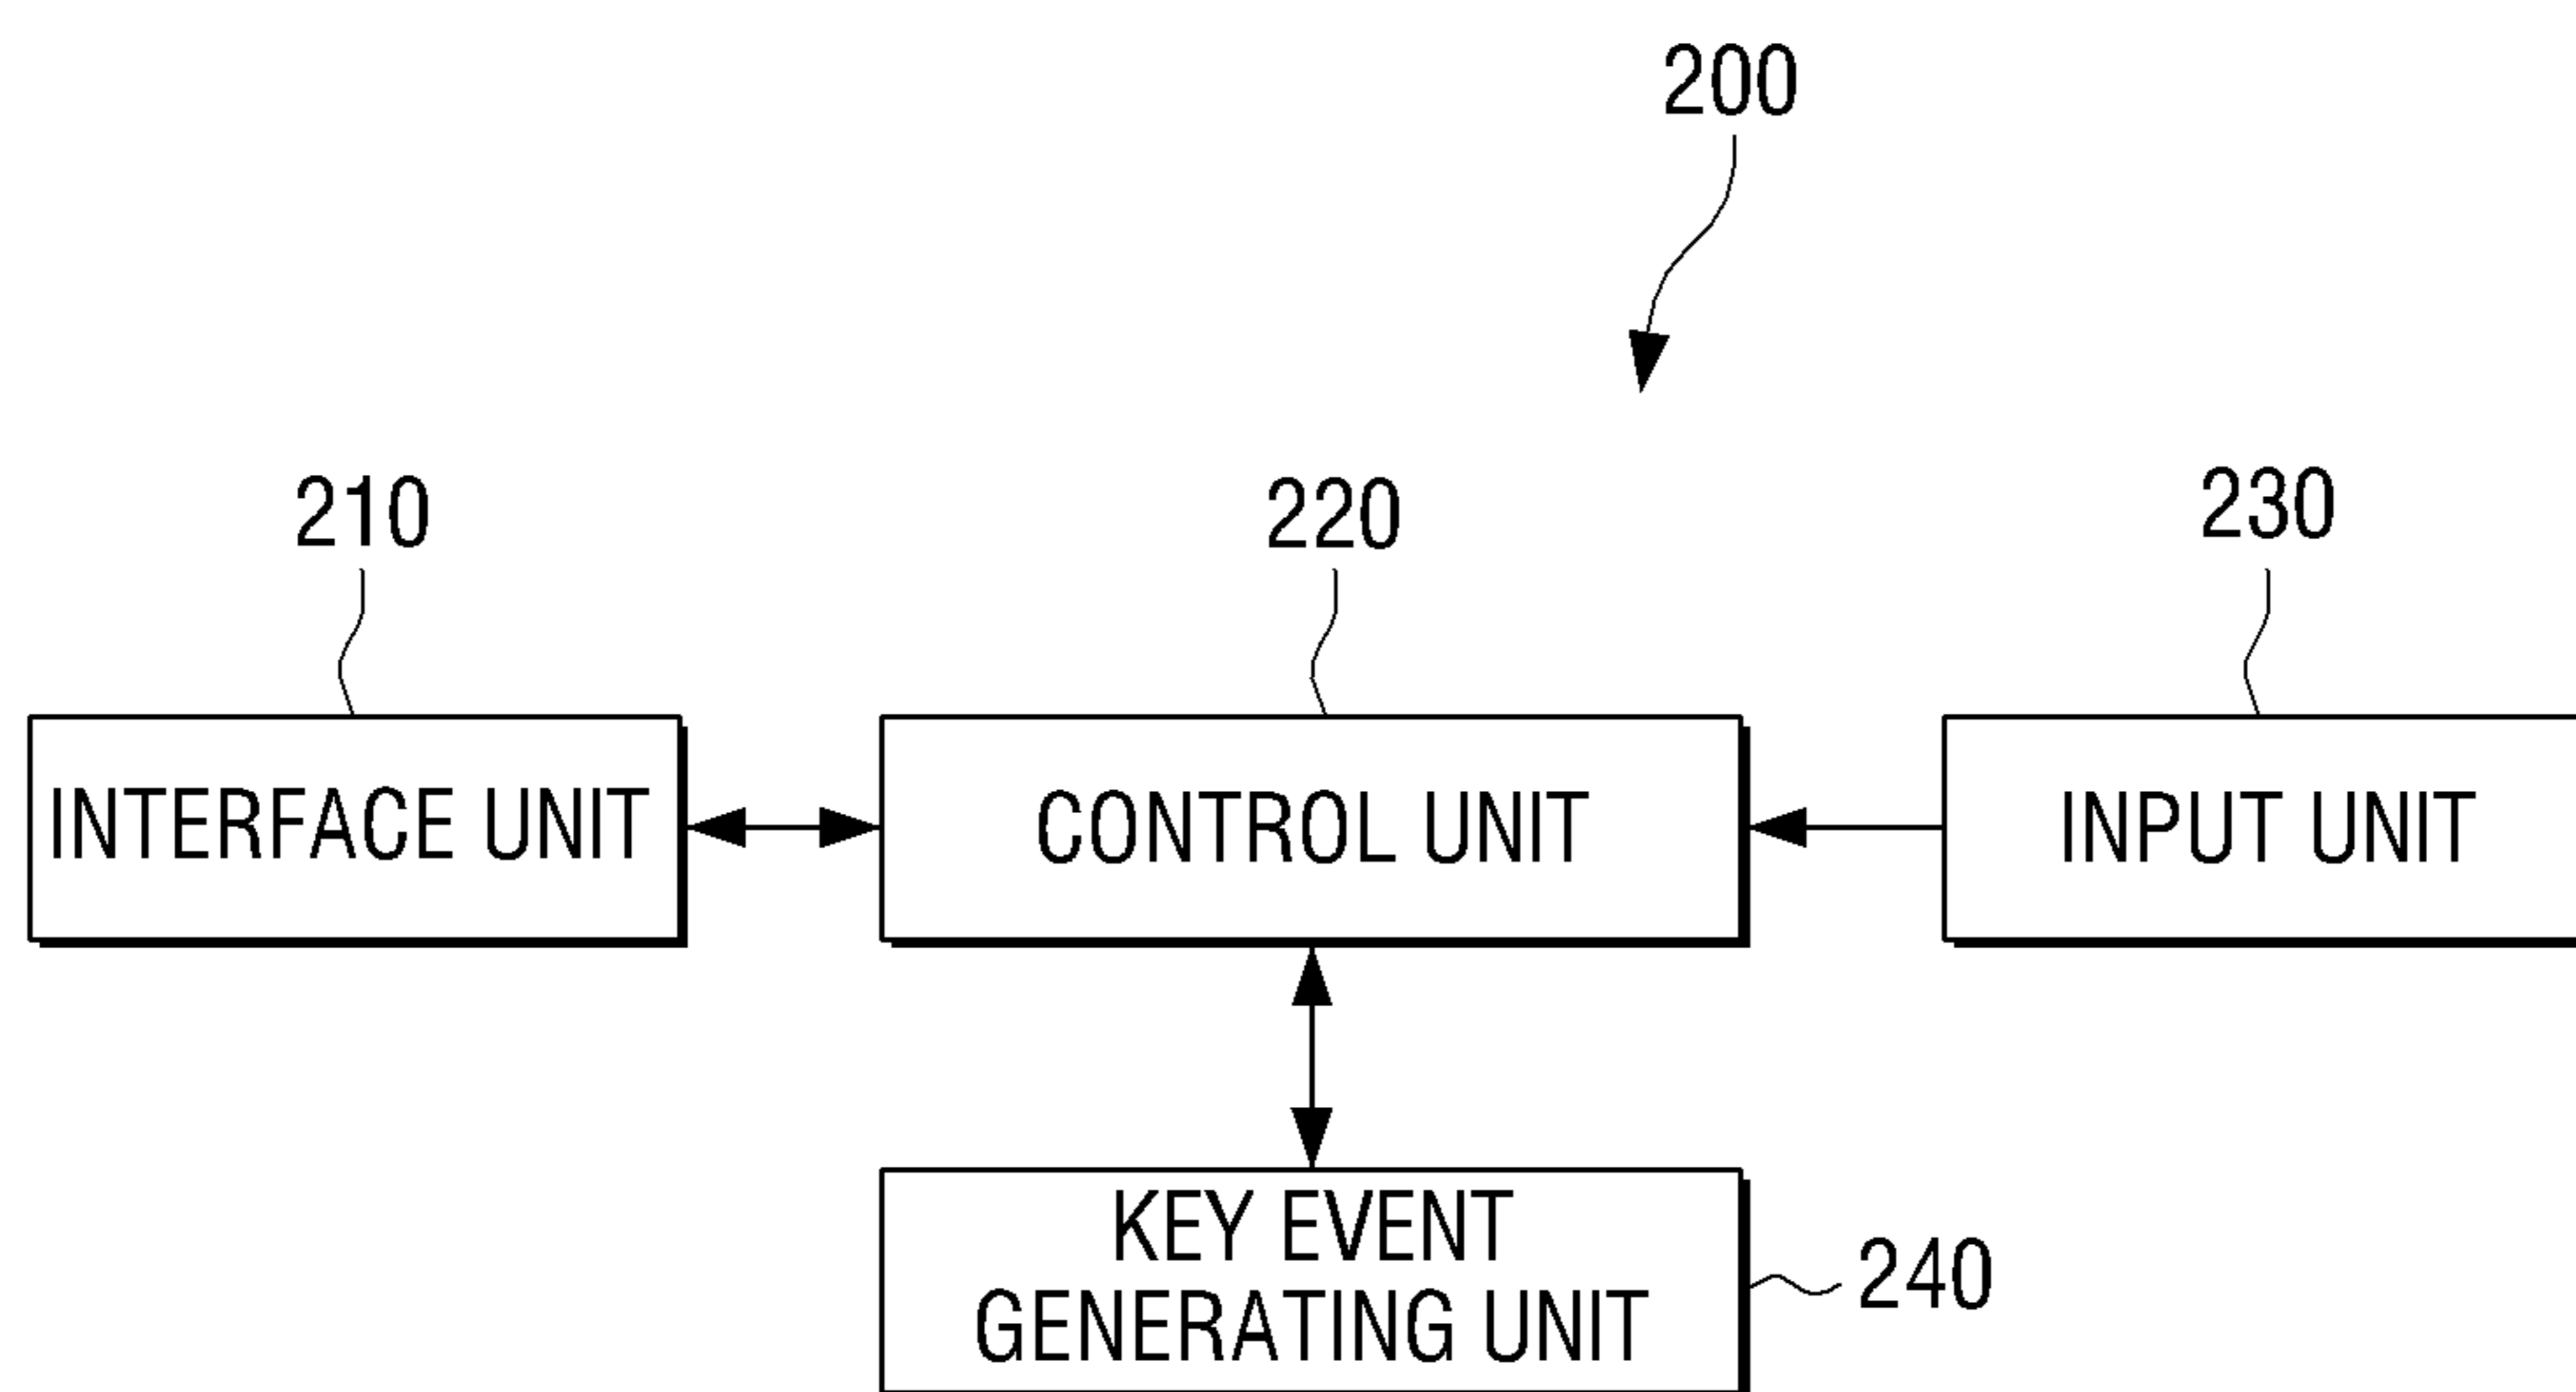 200
210
220
230
INTERFACE UNIT
CONTROL UNIT
INPUT UNIT
KEY EVENT
GENERATING UNIT
240